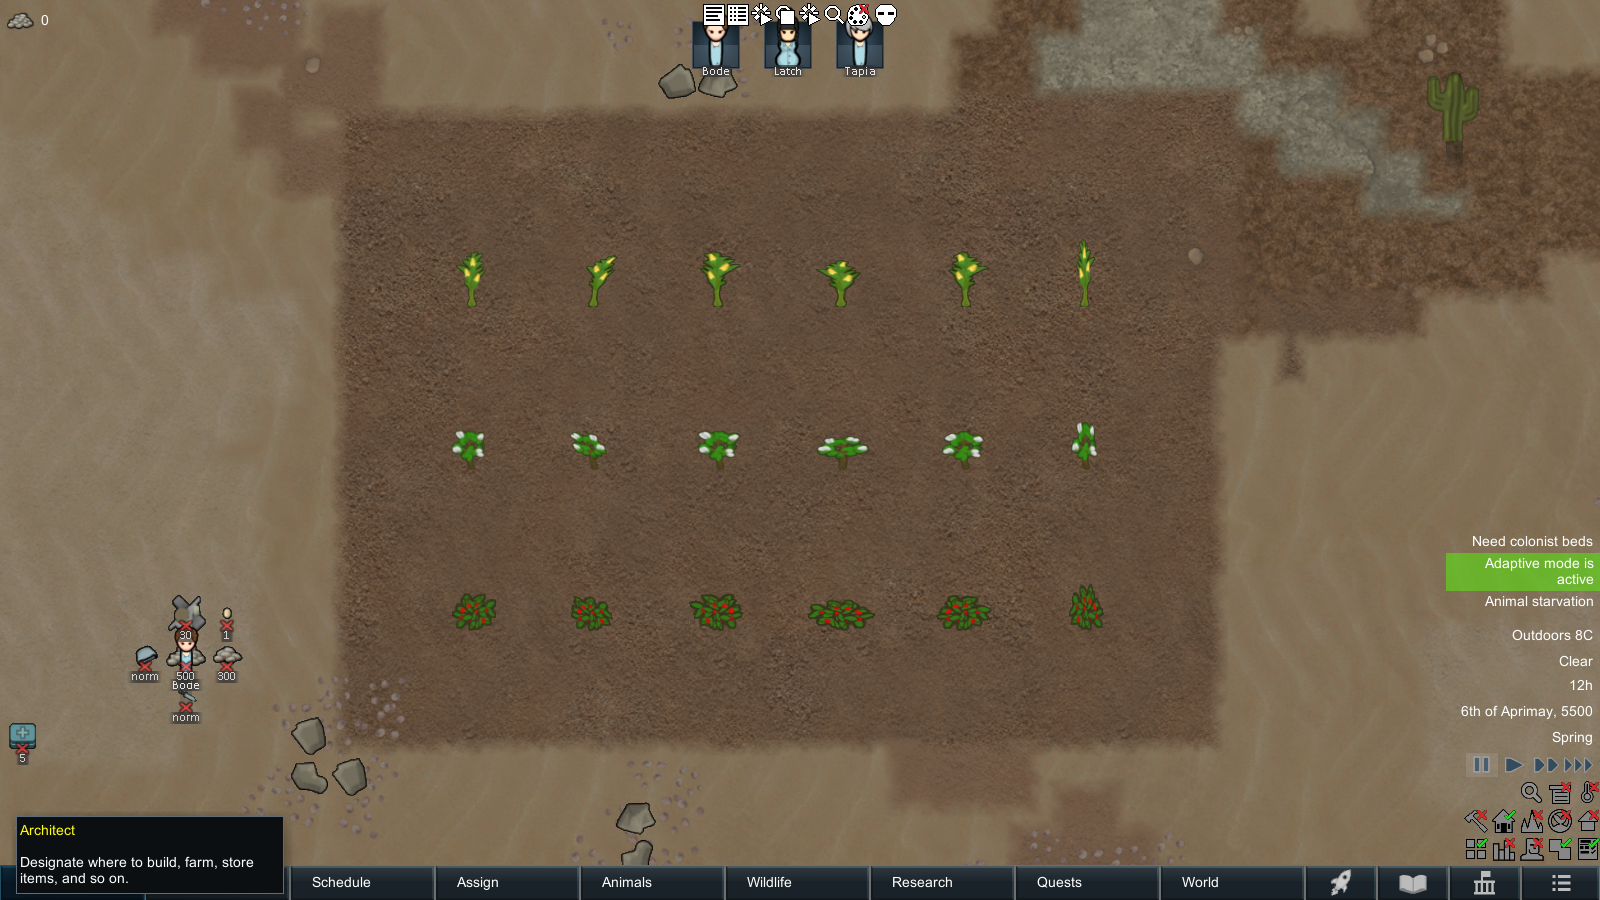 0
Bode
Latch
Tapia
Need colonist beds
Adaptive mode is
active
Animal starvation
Outdoors 8C
Clear
12h
6th of Aprimay, 5500
Spring
30
1
norm
500
300
Bode
norm
5
Architect
Designate where to build, farm, store
items, and so on.
Schedule
Assign
Animals
Wildlife
Research
Quests
World